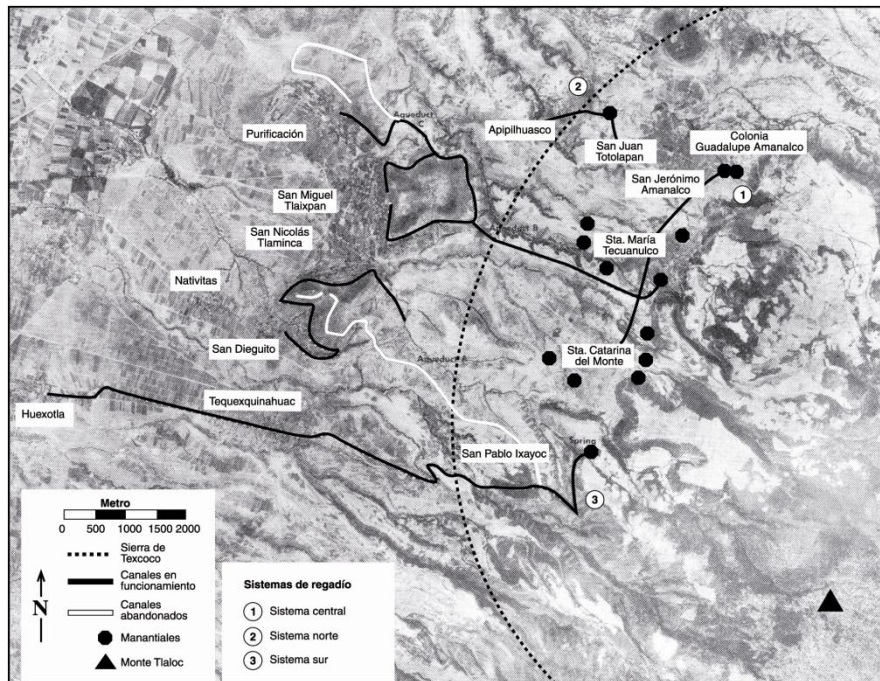 2
Purificación
Aqueduct
C
Apipilhuasco
San Juan
Totolapan
Colonia
Guadalupe Amanalco
San Jerónimo
Amanalco
1
San Miguel
Tlaixpan
San Nicolás
Tlaminca
Aqueduct B
Sta. María
Tecuanulco
Nativitas
San Dieguito
Aqueduct A
Sta. Catarina
del Monte
Tequexquinahuac
Huexotla
San Pablo Ixayoc
Spring
3
Metro
0 500 1000 1500 2000
Sierra de
Texcoco
Canales en
funcionamiento
Canales
abandonados
Manantiales
Monte Tlaloc
N
Sistemas de regadío
1 Sistema central
2 Sistema norte
3 Sistema sur